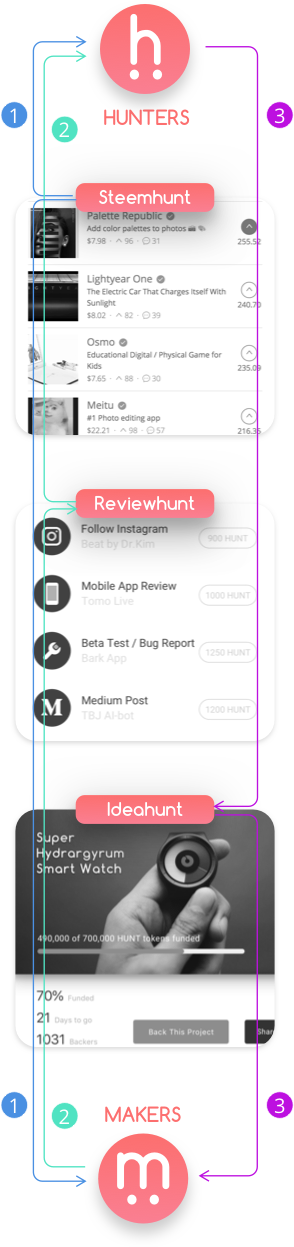 h
1
2
3
HUNTERS
Steemhunt
Palette Republic
Add color palettes to photos
$7.98 · 96 · 31
255.52
Lightyear One
The Electric Car That Charges Itself With
Sunlight
$8.02 · 82 · 39
240.70
Osmo
Educational Digital / Physical Game for
Kids
$7.65 · 88 · 30
235.09
Meitu
#1 Photo editing app
$22.21 · 98 · 57
216.35
Reviewhunt
Follow Instagram
Beat by Dr.Kim
900 HUNT
Mobile App Review
Tomo Live
1000 HUNT
Beta Test / Bug Report
Bark App
1250 HUNT
M
Medium Post
TBJ AI-bot
1200 HUNT
Ideahunt
Super
Hydrargyrum
Smart Watch
490,000 of 700,000 HUNT tokens funded
70% Funded
21 Days to go
1031 Backers
Back This Project
Shar
1
2
3
MAKERS
m